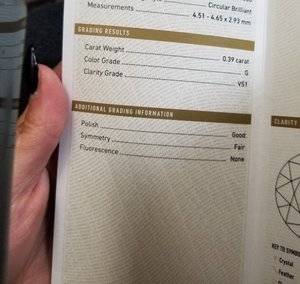 Circular Brilliant
Measurements 4.51 - 4.65 x 2.93 mm
GRADING RESULTS
Carat Weight 0.39 carat
Color Grade G
Clarity Grade VS1
ADDITIONAL GRADING INFORMATION
Polish Good
Symmetry Fair
Fluorescence None
CLARITY
KEY TO SYMBO
Crystal
Feather